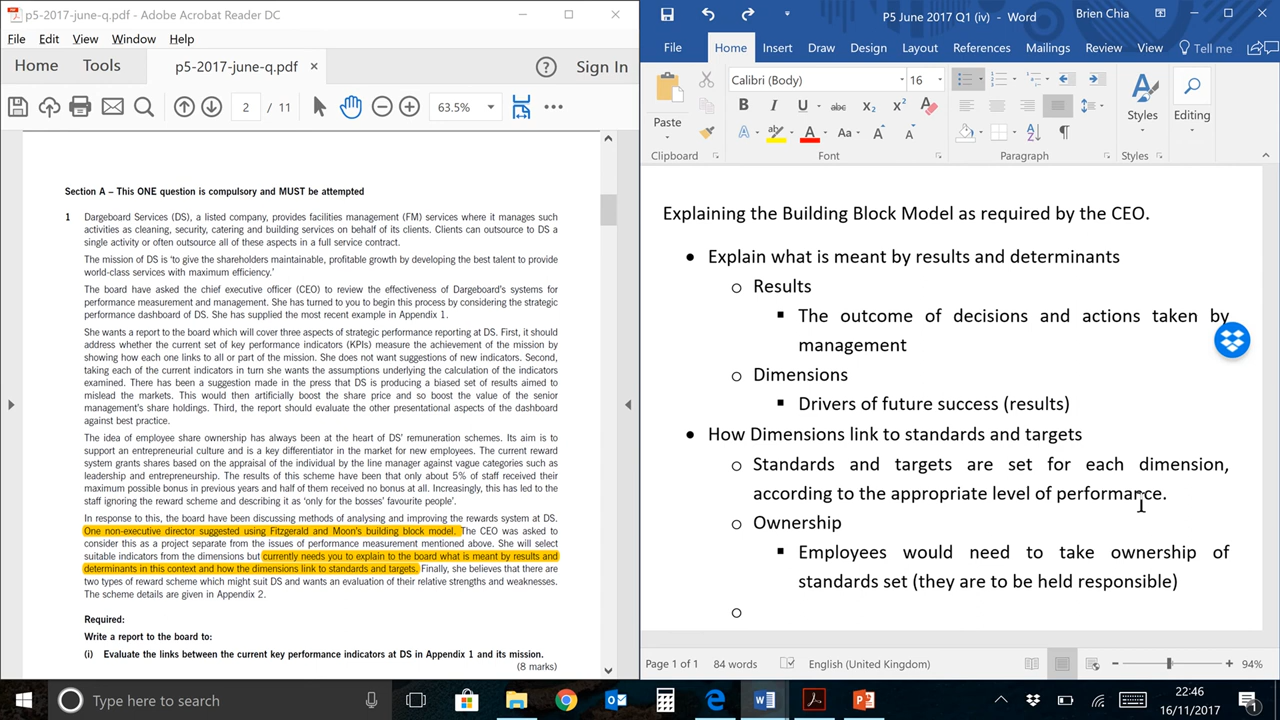 p5-2017-june-q.pdf - Adobe Acrobat Reader DC
File Edit View Window Help
Home Tools p5-2017-june-q.pdf × ? Sign In
2 / 11 63.5%
Section A – This ONE question is compulsory and MUST be attempted
1 Dargeboard Services (DS), a listed company, provides facilities management (FM) services where it manages such
activities as cleaning, security, catering and building services on behalf of its clients. Clients can outsource to DS a
single activity or often outsource all of these aspects in a full service contract.
The mission of DS is ‘to give the shareholders maintainable, profitable growth by developing the best talent to provide
world-class services with maximum efficiency.’
The board have asked the chief executive officer (CEO) to review the effectiveness of Dargeboard's systems for
performance measurement and management. She has turned to you to begin this process by considering the strategic
performance dashboard of DS. She has supplied the most recent example in Appendix 1.
She wants a report to the board which will cover three aspects of strategic performance reporting at DS. First, it should
address whether the current set of key performance indicators (KPIs) measure the achievement of the mission by
showing how each one links to all or part of the mission. She does not want suggestions of new indicators. Second,
taking each of the current indicators in turn she wants the assumptions underlying the calculation of the indicators
examined. There has been a suggestion made in the press that DS is producing a biased set of results aimed to
mislead the markets. This would then artificially boost the share price and so boost the value of the senior
management's share holdings. Third, the report should evaluate the other presentational aspects of the dashboard
against best practice.
The idea of employee share ownership has always been at the heart of DS’ remuneration schemes. Its aim is to
support an entrepreneurial culture and is a key differentiator in the market for new employees. The current reward
system grants shares based on the appraisal of the individual by the line manager against vague categories such as
leadership and entrepreneurship. The results of this scheme have been that only about 5% of staff received their
maximum possible bonus in previous years and half of them received no bonus at all. Increasingly, this has led to the
staff ignoring the reward scheme and describing it as ‘only for the bosses’ favourite people’.
In response to this, the board have been discussing methods of analysing and improving the rewards system at DS.
One non-executive director suggested using Fitzgerald and Moon's building block model. The CEO was asked to
consider this as a project separate from the issues of performance measurement mentioned above. She will select
suitable indicators from the dimensions but currently needs you to explain to the board what is meant by results and
determinants in this context and how the dimensions link to standards and targets. Finally, she believes that there are
two types of reward scheme which might suit DS and wants an evaluation of their relative strengths and weaknesses.
The scheme details are given in Appendix 2.
Required:
Write a report to the board to:
(i) Evaluate the links between the current key performance indicators at DS in Appendix 1 and its mission.
(8 marks)
P5 June 2017 Q1 (iv) - Word Brien Chia
File Home Insert Draw Design Layout References Mailings Review View Tell me
Calibri (Body) 16
Paste Styles Editing
Clipboard Font Paragraph Styles
Explaining the Building Block Model as required by the CEO.
• Explain what is meant by results and determinants
o Results
▪ The outcome of decisions and actions taken by
management
o Dimensions
▪ Drivers of future success (results)
• How Dimensions link to standards and targets
o Standards and targets are set for each dimension,
according to the appropriate level of performance.
o Ownership
▪ Employees would need to take ownership of
standards set (they are to be held responsible)
o
Page 1 of 1 84 words English (United Kingdom) 94%
Type here to search
22:46
16/11/2017